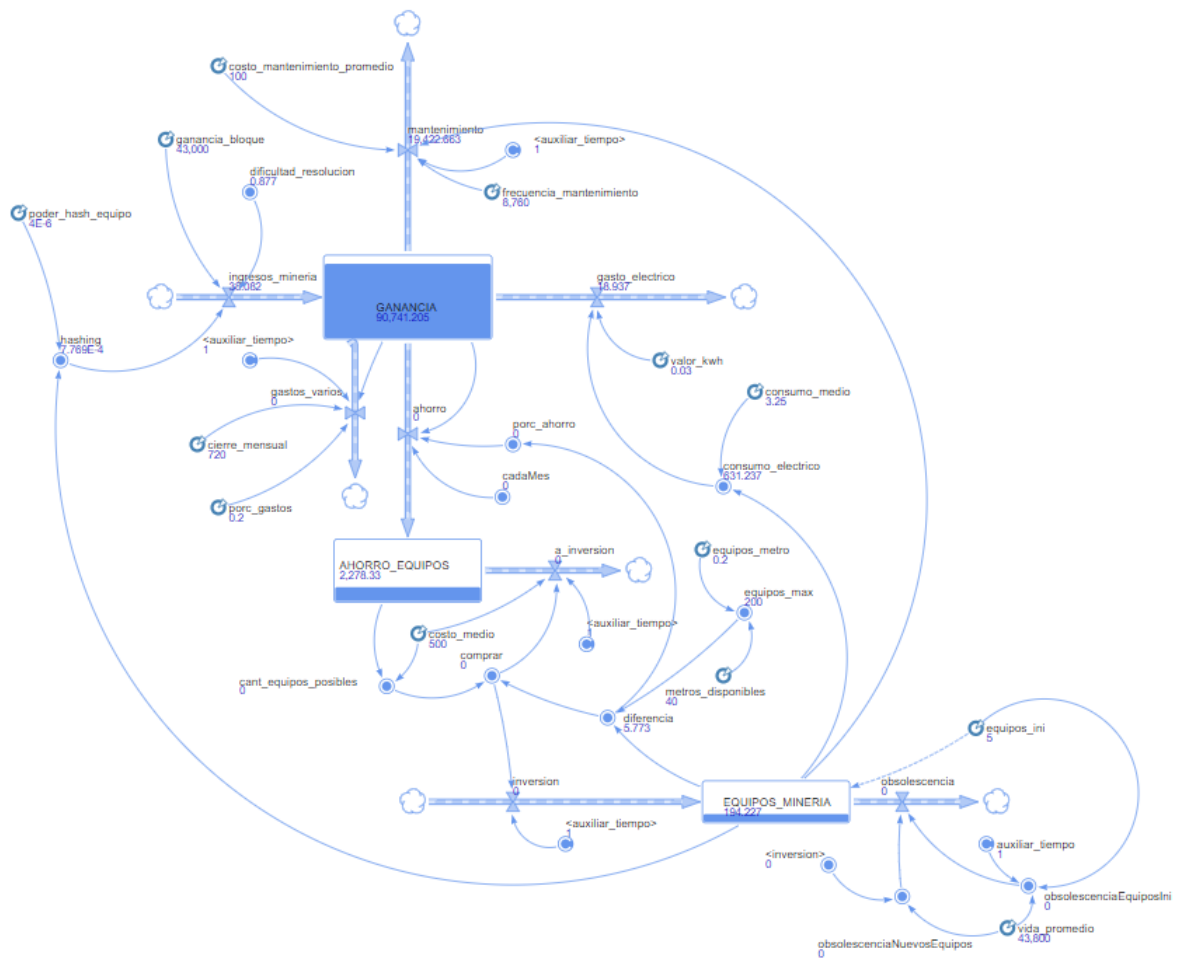 costo_mantenimiento_promedio
100
mantenimiento
19,422.663
<auxiliar_tiempo>
1
ganancia_bloque
43,000
dificultad_resolucion
0.877
frecuencia_mantenimiento
8,760
poder_hash_equipo
4E-6
ingresos_mineria
GANANCIA
90,741.205
gasto_electrico
18.937
hashing
7.769E-4
<auxiliar_tiempo>
1
valor_kwh
0.03
gastos_varios
0
consumo_medio
3.25
ahorro
0
cierre_mensual
720
porc_ahorro
0
cadaMes
0
consumo_electrico
631.237
porc_gastos
0.2
AHORRO_EQUIPOS
2,278.33
a_inversion
0
equipos_metro
0.2
equipos_max
200
costo_medio
500
<auxiliar_tiempo>
1
comprar
0
cant_equipos_posibles
0
metros_disponibles
40
diferencia
5.773
equipos_ini
5
inversion
0
EQUIPOS_MINERIA
194.227
obsolescencia
0
<auxiliar_tiempo>
1
<inversion>
0
auxiliar_tiempo
1
obsolescenciaEquiposIni
0
vida_promedio
43,800
obsolescenciaNuevosEquipos
0